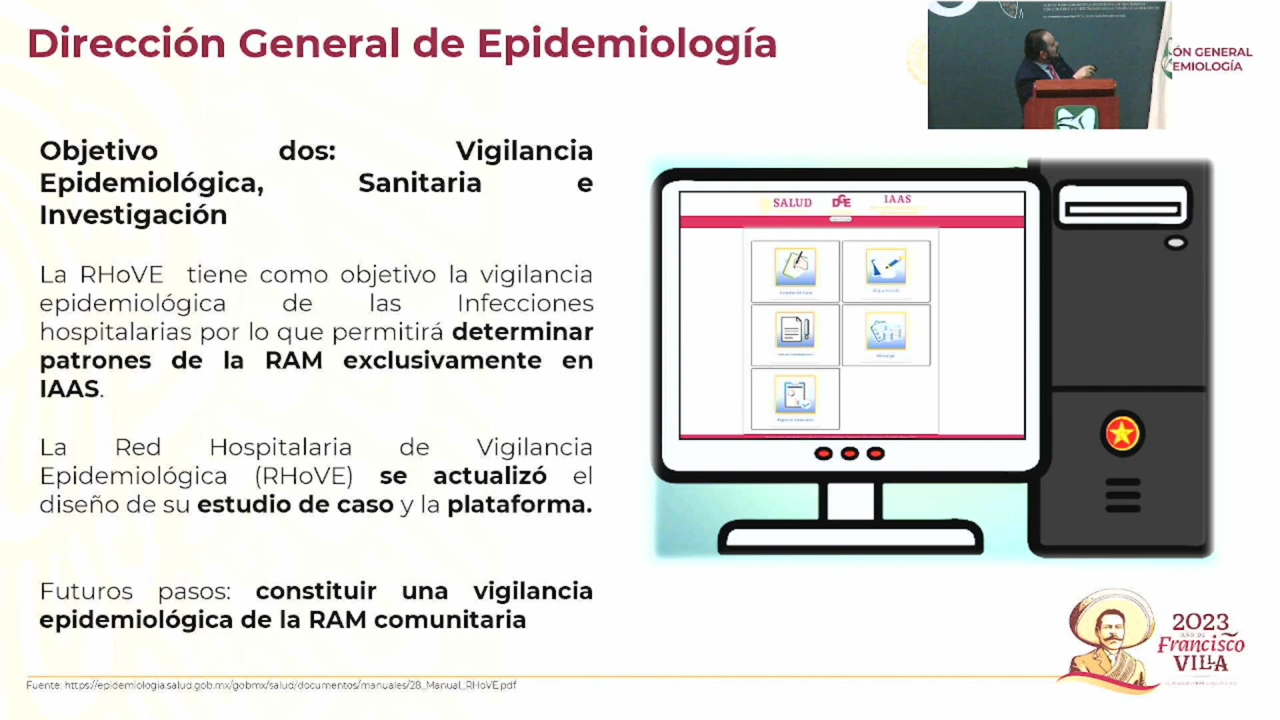 Dirección General de Epidemiología
ÓN GENERAL
EMIOLOGÍA
Objetivo dos: Vigilancia
Epidemiológica, Sanitaria e
Investigación
La RHoVE tiene como objetivo la vigilancia
epidemiológica de las Infecciones
hospitalarias por lo que permitirá determinar
patrones de la RAM exclusivamente en
IAAS.
La Red Hospitalaria de Vigilancia
Epidemiológica (RHoVE) se actualizó el
diseño de su estudio de caso y la plataforma.
Futuros pasos: constituir una vigilancia
epidemiológica de la RAM comunitaria
SALUD DGE IAAS
2023
AÑO DE
Francisco
VILLA
Fuente: https://epidemiologia.salud.gob.mx/gobmx/salud/documentos/manuales/28_Manual_RHoVE.pdf